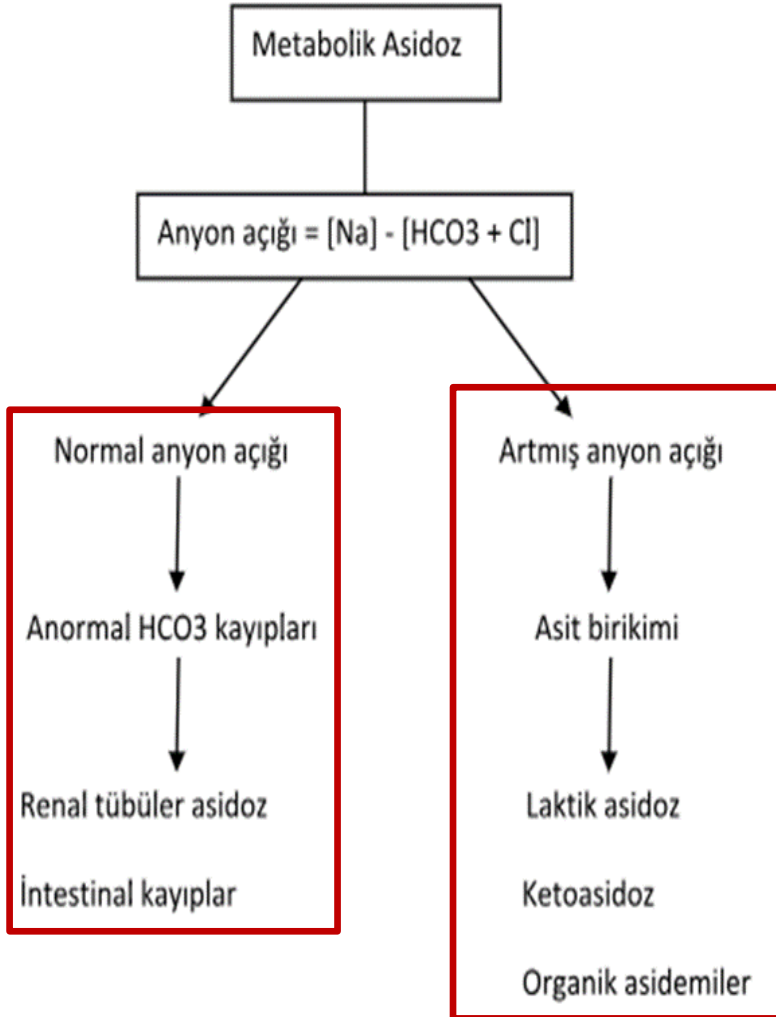 Metabolik Asidoz
Anyon açığı = [Na] - [HCO3 + Cl]
Normal anyon açığı
Anormal HCO3 kayıpları
Renal tübüler asidoz
İntestinal kayıplar
Artmış anyon açığı
Asit birikimi
Laktik asidoz
Ketoasidoz
Organik asidemiler